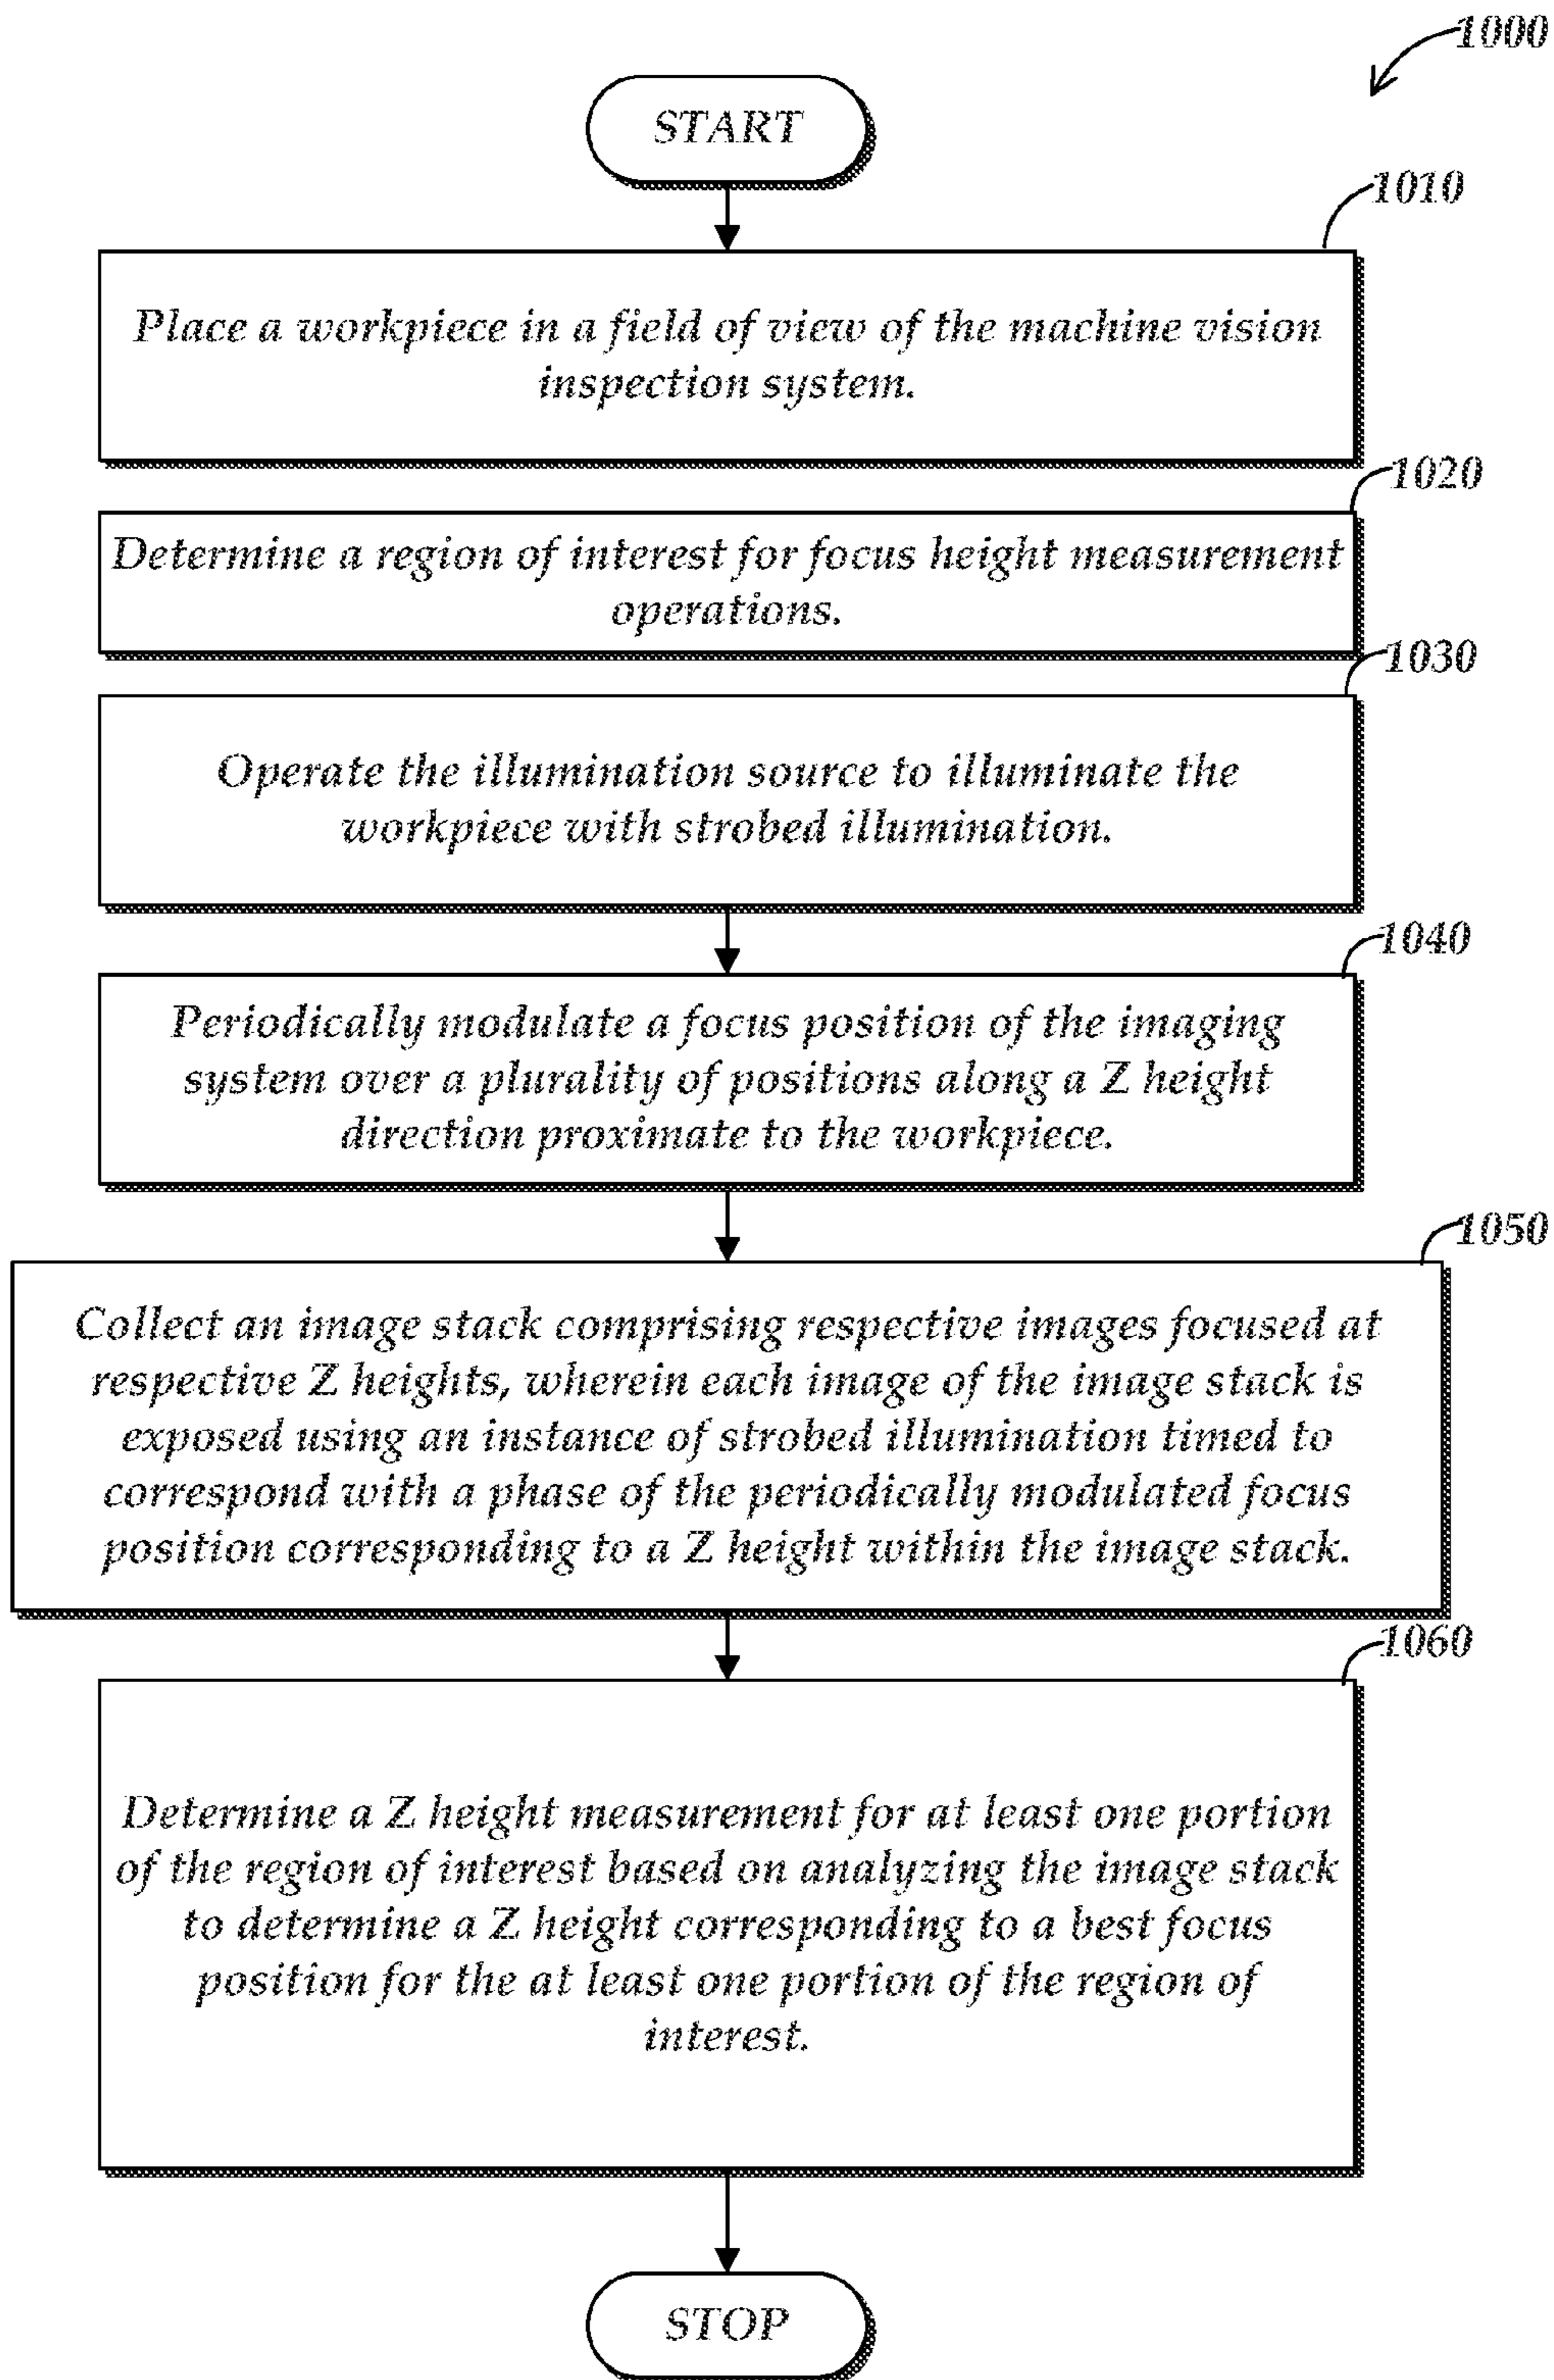 1000
START
1010
Place a workpiece in a field of view of the machine vision
inspection system.
1020
Determine a region of interest for focus height measurement
operations.
1030
Operate the illumination source to illuminate the
workpiece with strobed illumination.
1040
Periodically modulate a focus position of the imaging
system over a plurality of positions along a Z height
direction proximate to the workpiece.
1050
Collect an image stack comprising respective images focused at
respective Z heights, wherein each image of the image stack is
exposed using an instance of strobed illumination timed to
correspond with a phase of the periodically modulated focus
position corresponding to a Z height within the image stack.
1060
Determine a Z height measurement for at least one portion
of the region of interest based on analyzing the image stack
to determine a Z height corresponding to a best focus
position for the at least one portion of the region of
interest.
STOP